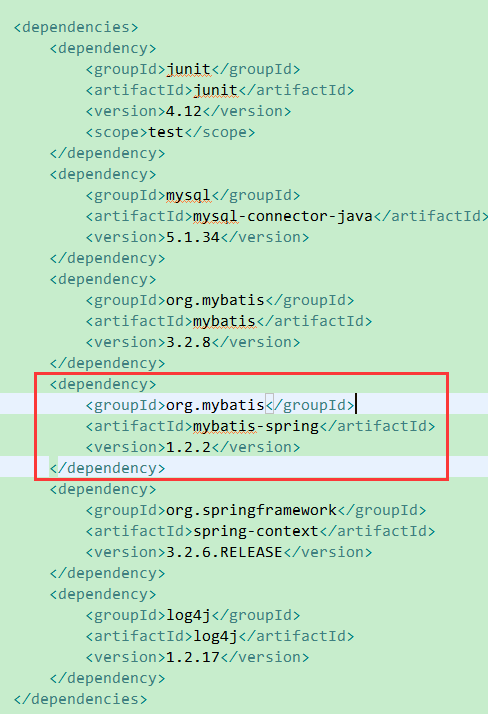 <dependencies>
<dependency>
<groupId>junit</groupId>
<artifactId>junit</artifactId>
<version>4.12</version>
<scope>test</scope>
</dependency>
<dependency>
<groupId>mysql</groupId>
<artifactId>mysql-connector-java</artifactId>
<version>5.1.34</version>
</dependency>
<dependency>
<groupId>org.mybatis</groupId>
<artifactId>mybatis</artifactId>
<version>3.2.8</version>
</dependency>
<dependency>
<groupId>org.mybatis</groupId>
<artifactId>mybatis-spring</artifactId>
<version>1.2.2</version>
</dependency>
<dependency>
<groupId>org.springframework</groupId>
<artifactId>spring-context</artifactId>
<version>3.2.6.RELEASE</version>
</dependency>
<dependency>
<groupId>log4j</groupId>
<artifactId>log4j</artifactId>
<version>1.2.17</version>
</dependency>
</dependencies>